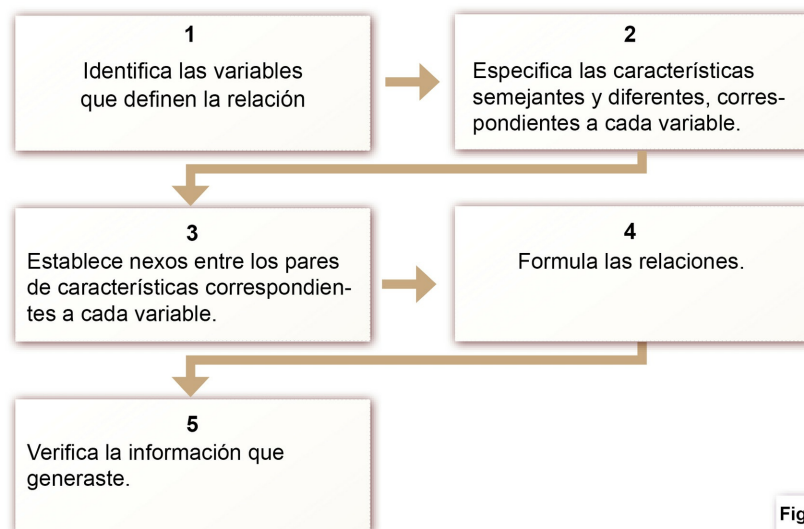 1
Identifica las variables
que definen la relación
2
Especifica las características
semejantes y diferentes, corres-
pondientes a cada variable.
3
Establece nexos entre los pares
de características correspondien-
tes a cada variable.
4
Formula las relaciones.
5
Verifica la información que
generaste.
Fig